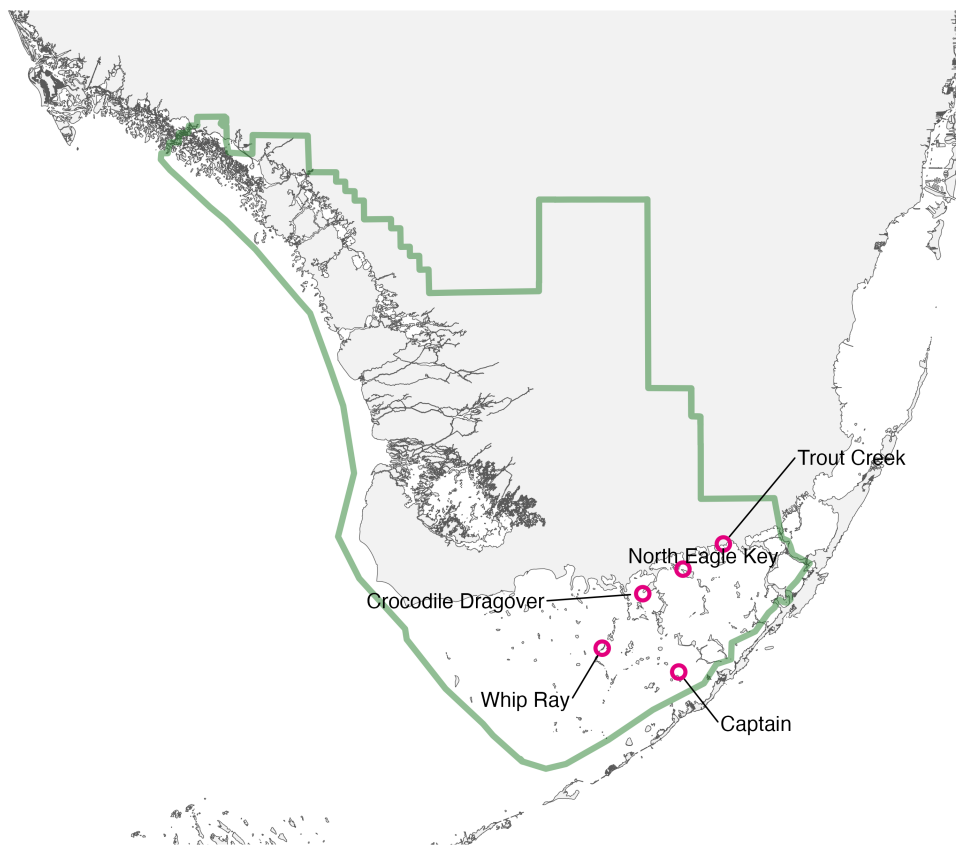 Trout Creek
North Eagle Key
Crocodile Dragover
Whip Ray
Captain